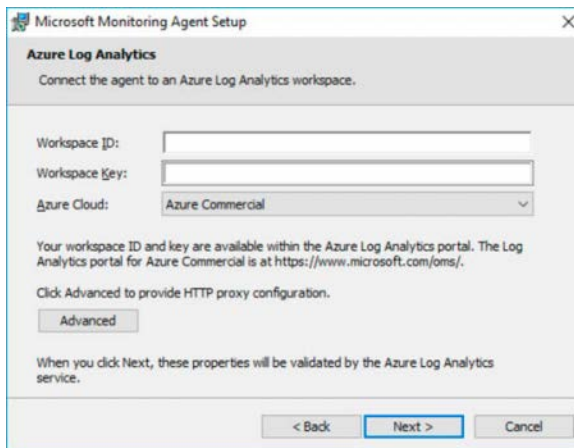 Microsoft Monitoring Agent Setup
Azure Log Analytics
Connect the agent to an Azure Log Analytics workspace.
Workspace ID:
Workspace Key:
Azure Cloud: Azure Commercial
Your workspace ID and key are available within the Azure Log Analytics portal. The Log
Analytics portal for Azure Commercial is at https://www.microsoft.com/oms/.
Click Advanced to provide HTTP proxy configuration.
Advanced
When you click Next, these properties will be validated by the Azure Log Analytics
service.
< Back Next > Cancel